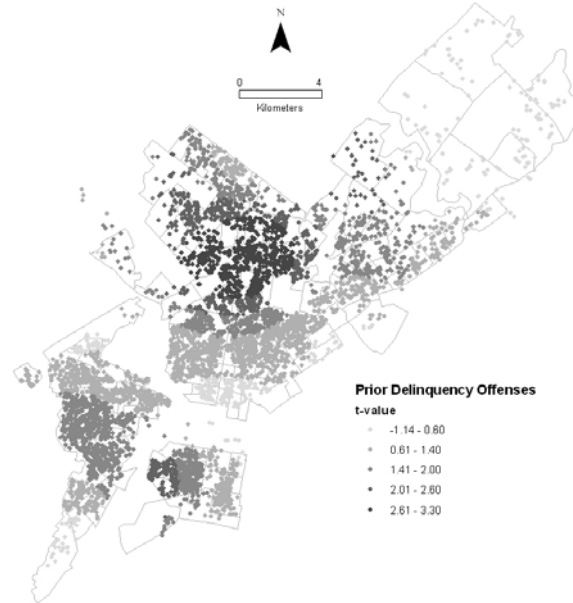 N
0 4
Kilometers
Prior Delinquency Offenses
t-value
-1.14 - 0.60
0.61 - 1.40
1.41 - 2.00
2.01 - 2.60
2.61 - 3.30